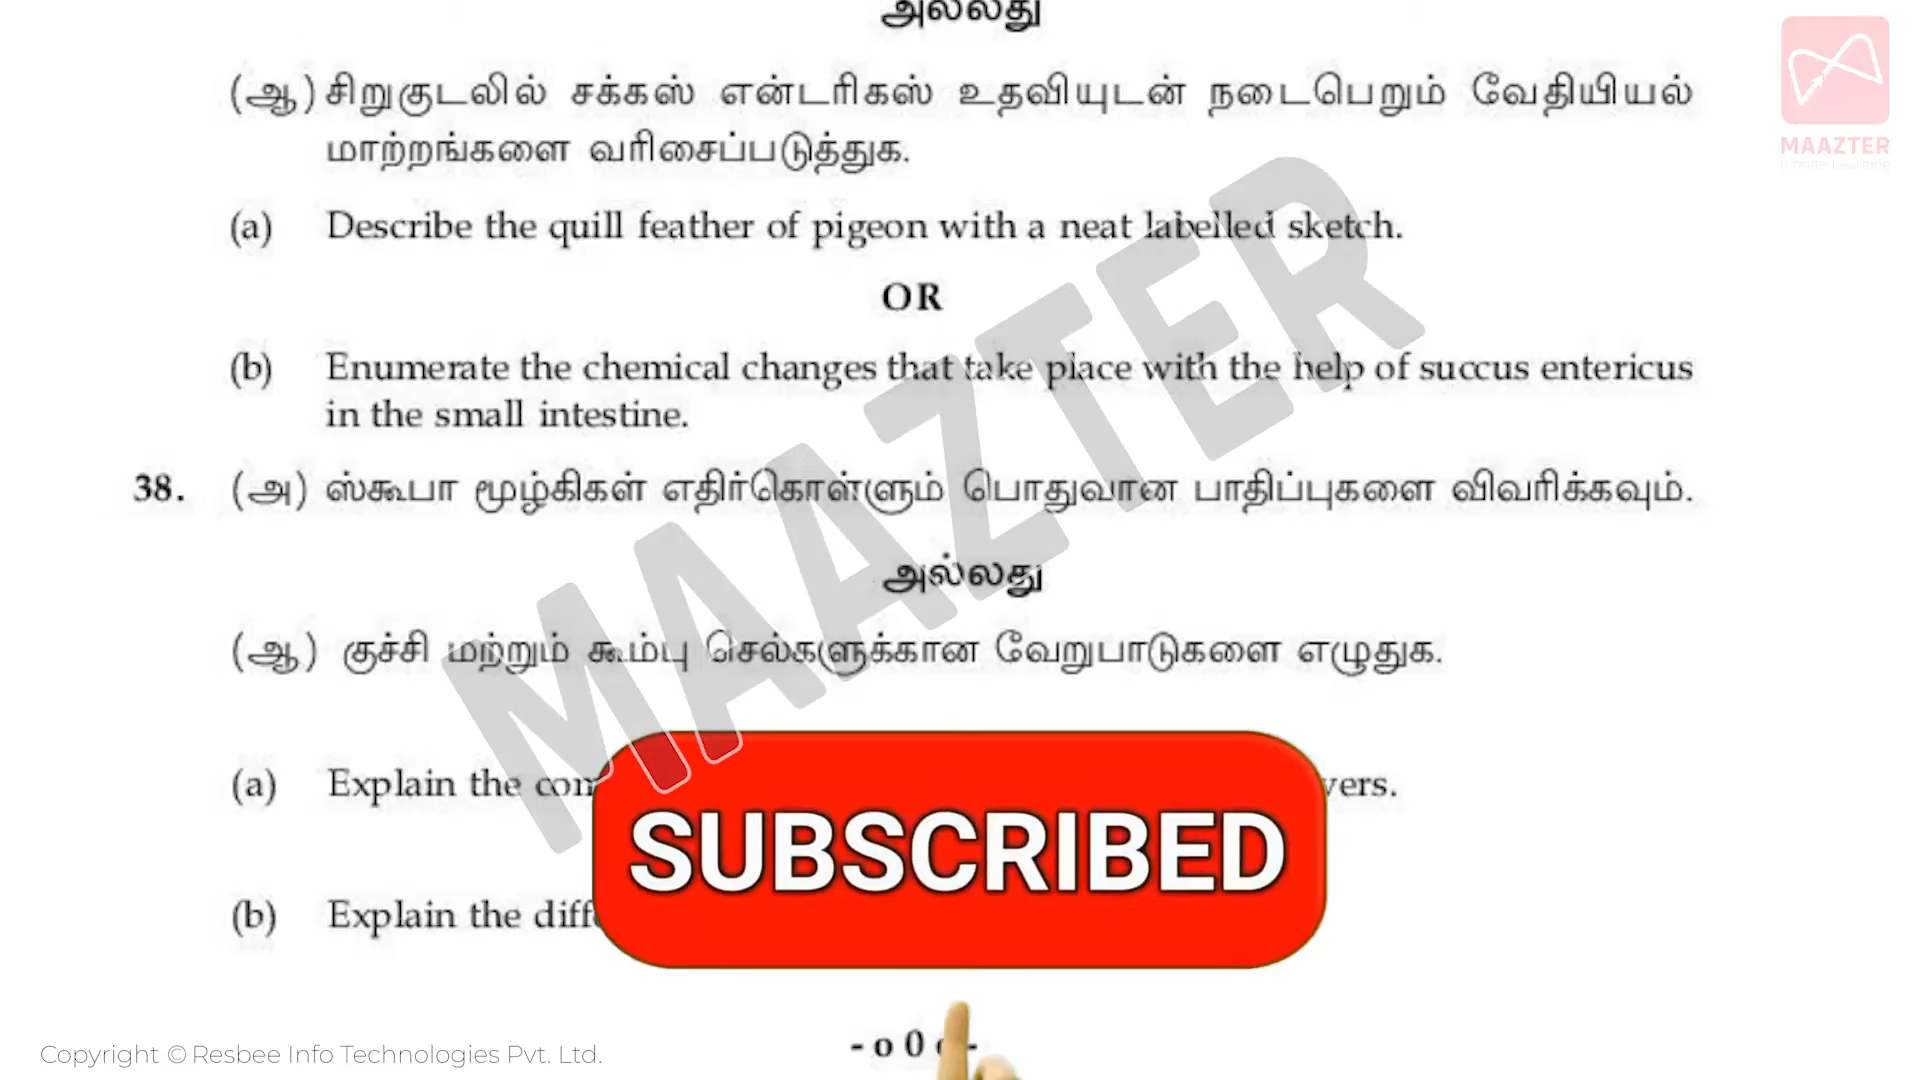 அல்லது
MAAZTER
(ஆ) சிறுகுடலில் சக்கஸ் என்டரிகஸ் உதவியுடன் நடைபெறும் வேதியியல்
மாற்றங்களை வரிசைப்படுத்துக.
(a) Describe the quill feather of pigeon with a neat labelled sketch.
OR
(b) Enumerate the chemical changes that take place with the help of succus entericus
in the small intestine.
38. (அ) ஸ்கூபா மூழ்கிகள் எதிர்கொள்ளும் பொதுவான பாதிப்புகளை விவரிக்கவும்.
அல்லது
(ஆ) குச்சி மற்றும் கூம்பு செல்களுக்கான வேறுபாடுகளை எழுதுக.
MAAZTER
(a) Explain the
SUBSCRIBED
(b) Explain the
- o 0
Copyright © Resbee Info Technologies Pvt. Ltd.